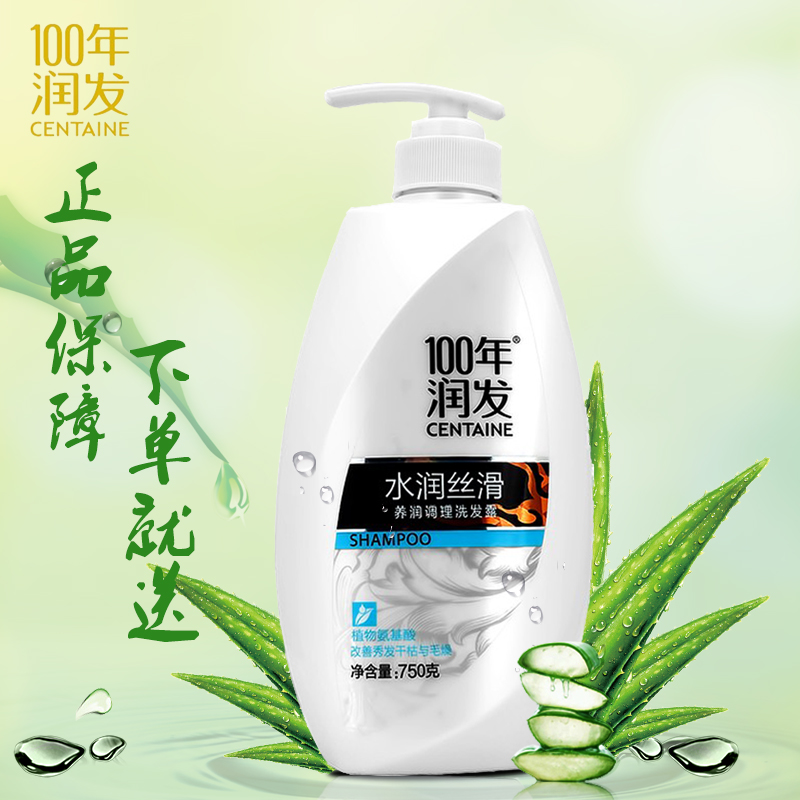 100年
润发
CENTAINE
正品保障
下单就送
100年®
润发
CENTAINE
水润丝滑
养润调理洗发露
SHAMPOO
植物氨基酸
改善秀发干枯与毛燥
净含量:750克